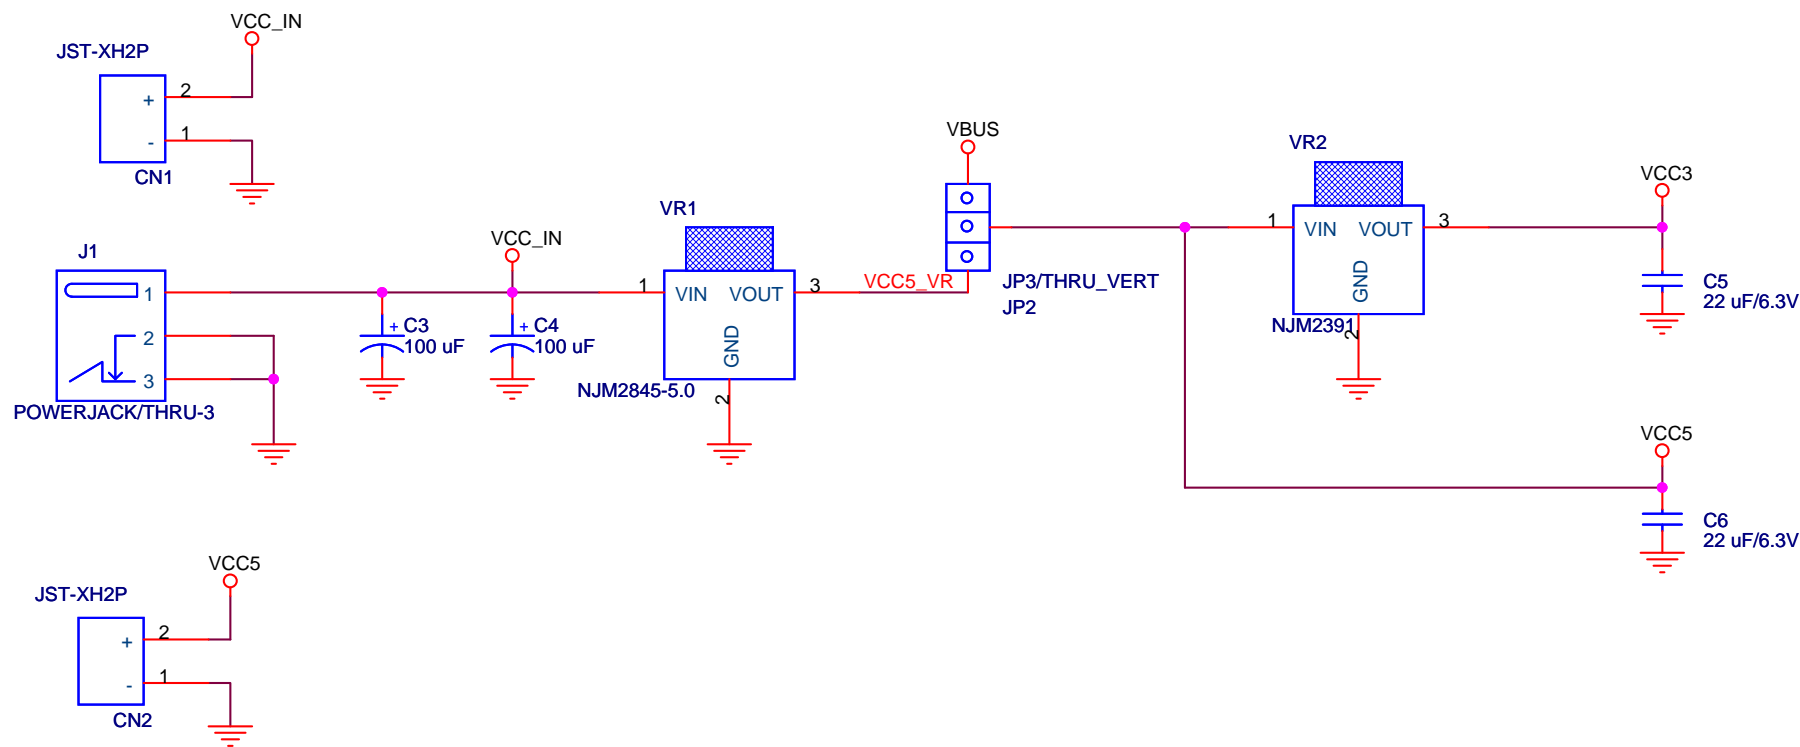 VCC_IN
JST-XH2P
+
2
-
1
CN1
J1
1
2
3
POWERJACK/THRU-3
VCC_IN
+ C3
100 uF
+ C4
100 uF
VR1
1
VIN
VOUT
3
GND
2
NJM2845-5.0
VCC5_VR
VBUS
JP3/THRU_VERT
JP2
VR2
1
VIN
VOUT
3
GND
2
NJM2391
VCC3
C5
22 uF/6.3V
VCC5
C6
22 uF/6.3V
VCC5
JST-XH2P
+
2
-
1
CN2